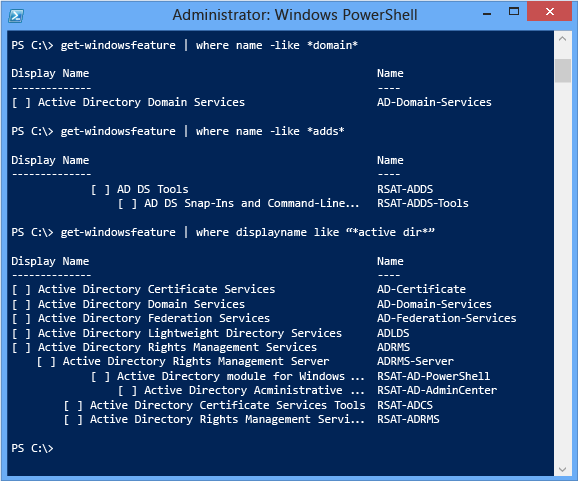 Administrator: Windows PowerShell
PS C:\> get-windowsfeature | where name -like *domain*
Display Name Name
-------------- ----
[ ] Active Directory Domain Services AD-Domain-Services
PS C:\> get-windowsfeature | where name -like *adds*
Display Name Name
-------------- ----
[ ] AD DS Tools RSAT-ADDS
[ ] AD DS Snap-Ins and Command-Line... RSAT-ADDS-Tools
PS C:\> get-windowsfeature | where displayname like “*active dir*”
Display Name Name
-------------- ----
[ ] Active Directory Certificate Services AD-Certificate
[ ] Active Directory Domain Services AD-Domain-Services
[ ] Active Directory Federation Services AD-Federation-Services
[ ] Active Directory Lightweight Directory Services ADLDS
[ ] Active Directory Rights Management Services ADRMS
[ ] Active Directory Rights Management Server ADRMS-Server
[ ] Active Directory module for Windows ... RSAT-AD-PowerShell
[ ] Active Directory Acministrative ... RSAT-AD-AdminCenter
[ ] Active Directory Certificate Services Tools RSAT-ADCS
[ ] Active Directory Rights Management Servi... RSAT-ADRMS
PS C:\>